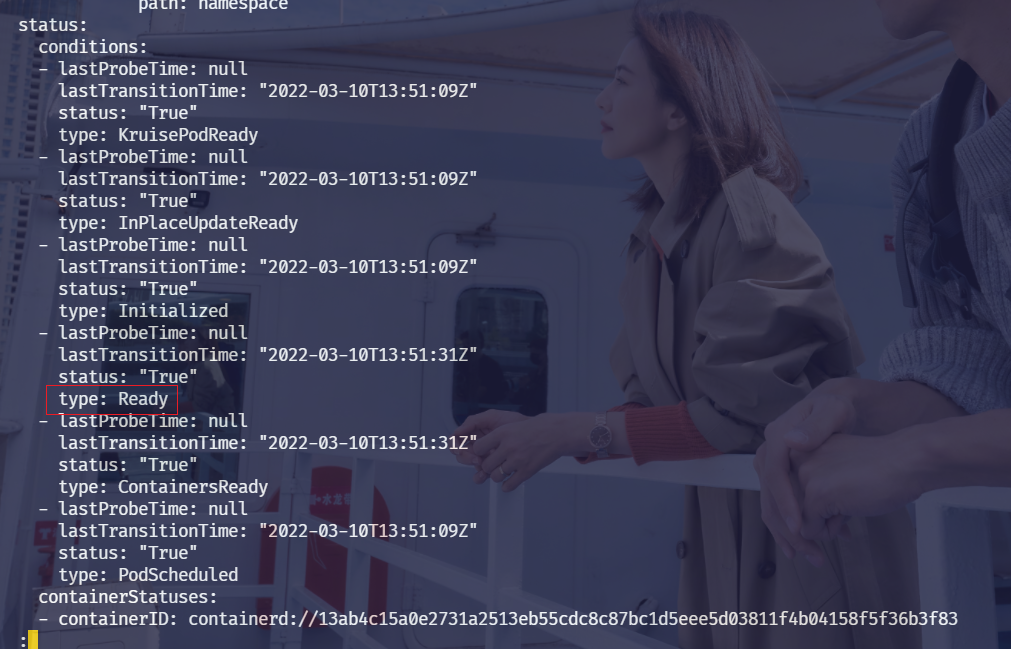 path: namespace
status:
  conditions:
  - lastProbeTime: null
    lastTransitionTime: "2022-03-10T13:51:09Z"
    status: "True"
    type: KruisePodReady
  - lastProbeTime: null
    lastTransitionTime: "2022-03-10T13:51:09Z"
    status: "True"
    type: InPlaceUpdateReady
  - lastProbeTime: null
    lastTransitionTime: "2022-03-10T13:51:09Z"
    status: "True"
    type: Initialized
  - lastProbeTime: null
    lastTransitionTime: "2022-03-10T13:51:31Z"
    status: "True"
    type: Ready
  - lastProbeTime: null
    lastTransitionTime: "2022-03-10T13:51:31Z"
    status: "True"
    type: ContainersReady
  - lastProbeTime: null
    lastTransitionTime: "2022-03-10T13:51:09Z"
    status: "True"
    type: PodScheduled
  containerStatuses:
  - containerID: containerd://13ab4c15a0e2731a2513eb55cdc8c87bc1d5eee5d03811f4b04158f5f36b3f83
: